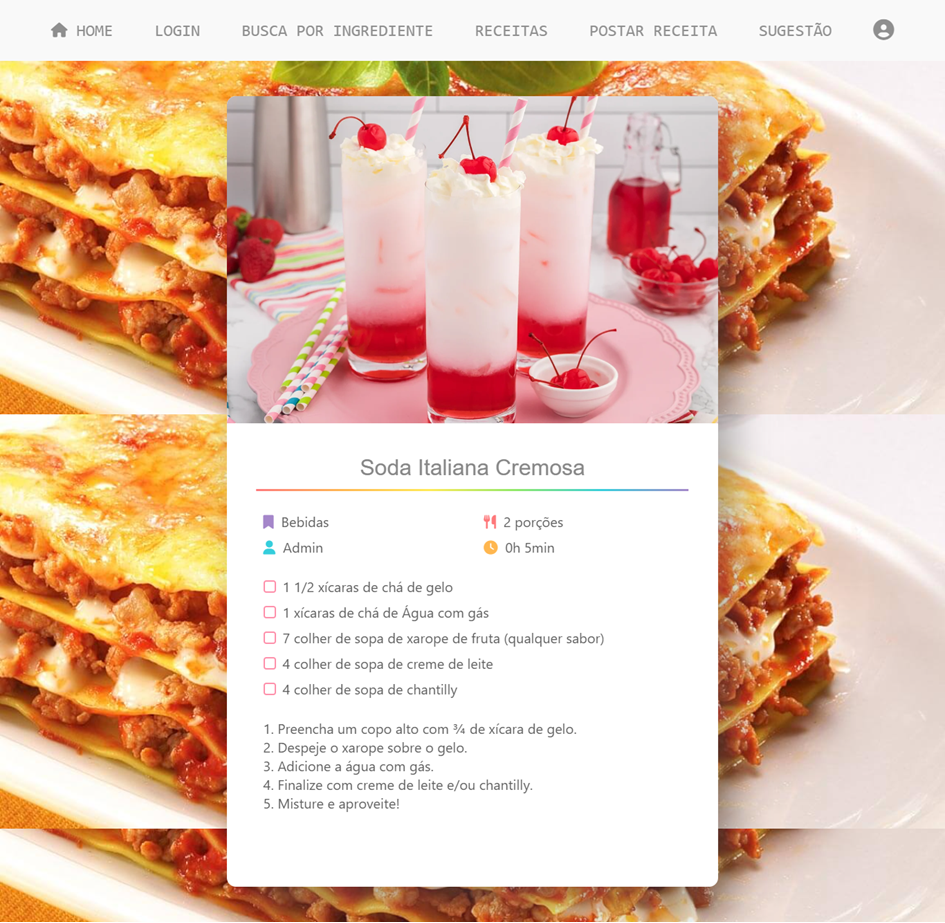 HOME LOGIN BUSCA POR INGREDIENTE RECEITAS POSTAR RECEITA SUGESTÃO
Soda Italiana Cremosa
Bebidas
2 porções
Admin
0h 5min
1 1/2 xícaras de chá de gelo
1 xícaras de chá de Água com gás
7 colher de sopa de xarope de fruta (qualquer sabor)
4 colher de sopa de creme de leite
4 colher de sopa de chantilly
1. Preencha um copo alto com ¾ de xícara de gelo.
2. Despeje o xarope sobre o gelo.
3. Adicione a água com gás.
4. Finalize com creme de leite e/ou chantilly.
5. Misture e aproveite!